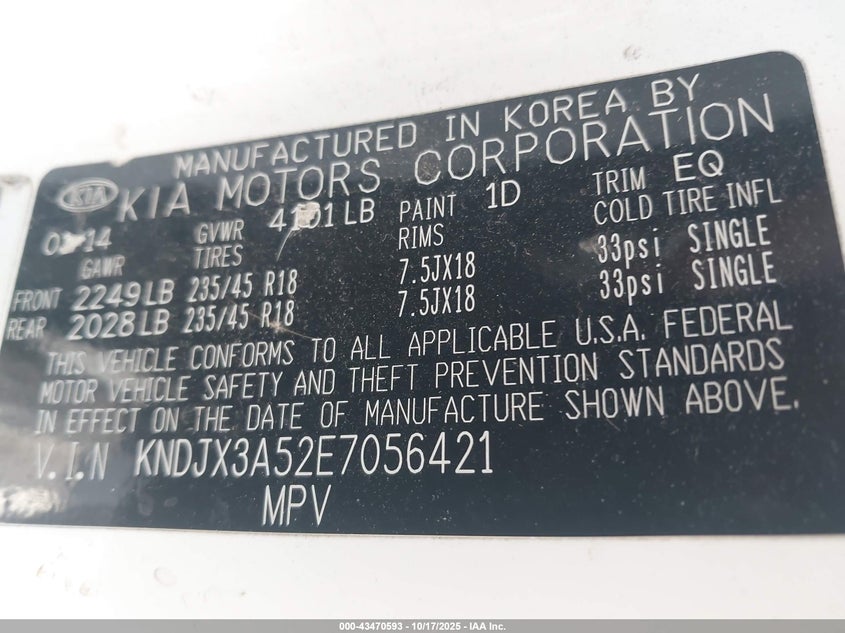 MANUFACTURED IN KOREA BY
KIA KIA MOTORS CORPORATION
GVWR LB PAINT 1D TRIM EQ
GAWR TIRES RIMS COLD TIRE INFL
FRONT 2249LB 235/45 R18 7.5JX18 33psi SINGLE
REAR 2028LB 235/45 R18 7.5JX18 33psi SINGLE
THIS VEHICLE CONFORMS TO ALL APPLICABLE U.S.A. FEDERAL
MOTOR VEHICLE SAFETY AND THEFT PREVENTION STANDARDS
IN EFFECT ON THE DATE OF MANUFACTURE SHOWN ABOVE.
V.I.N KNDJX3A52E7056421
MPV
000-43470593 - 10/17/2025 - IAA Inc.